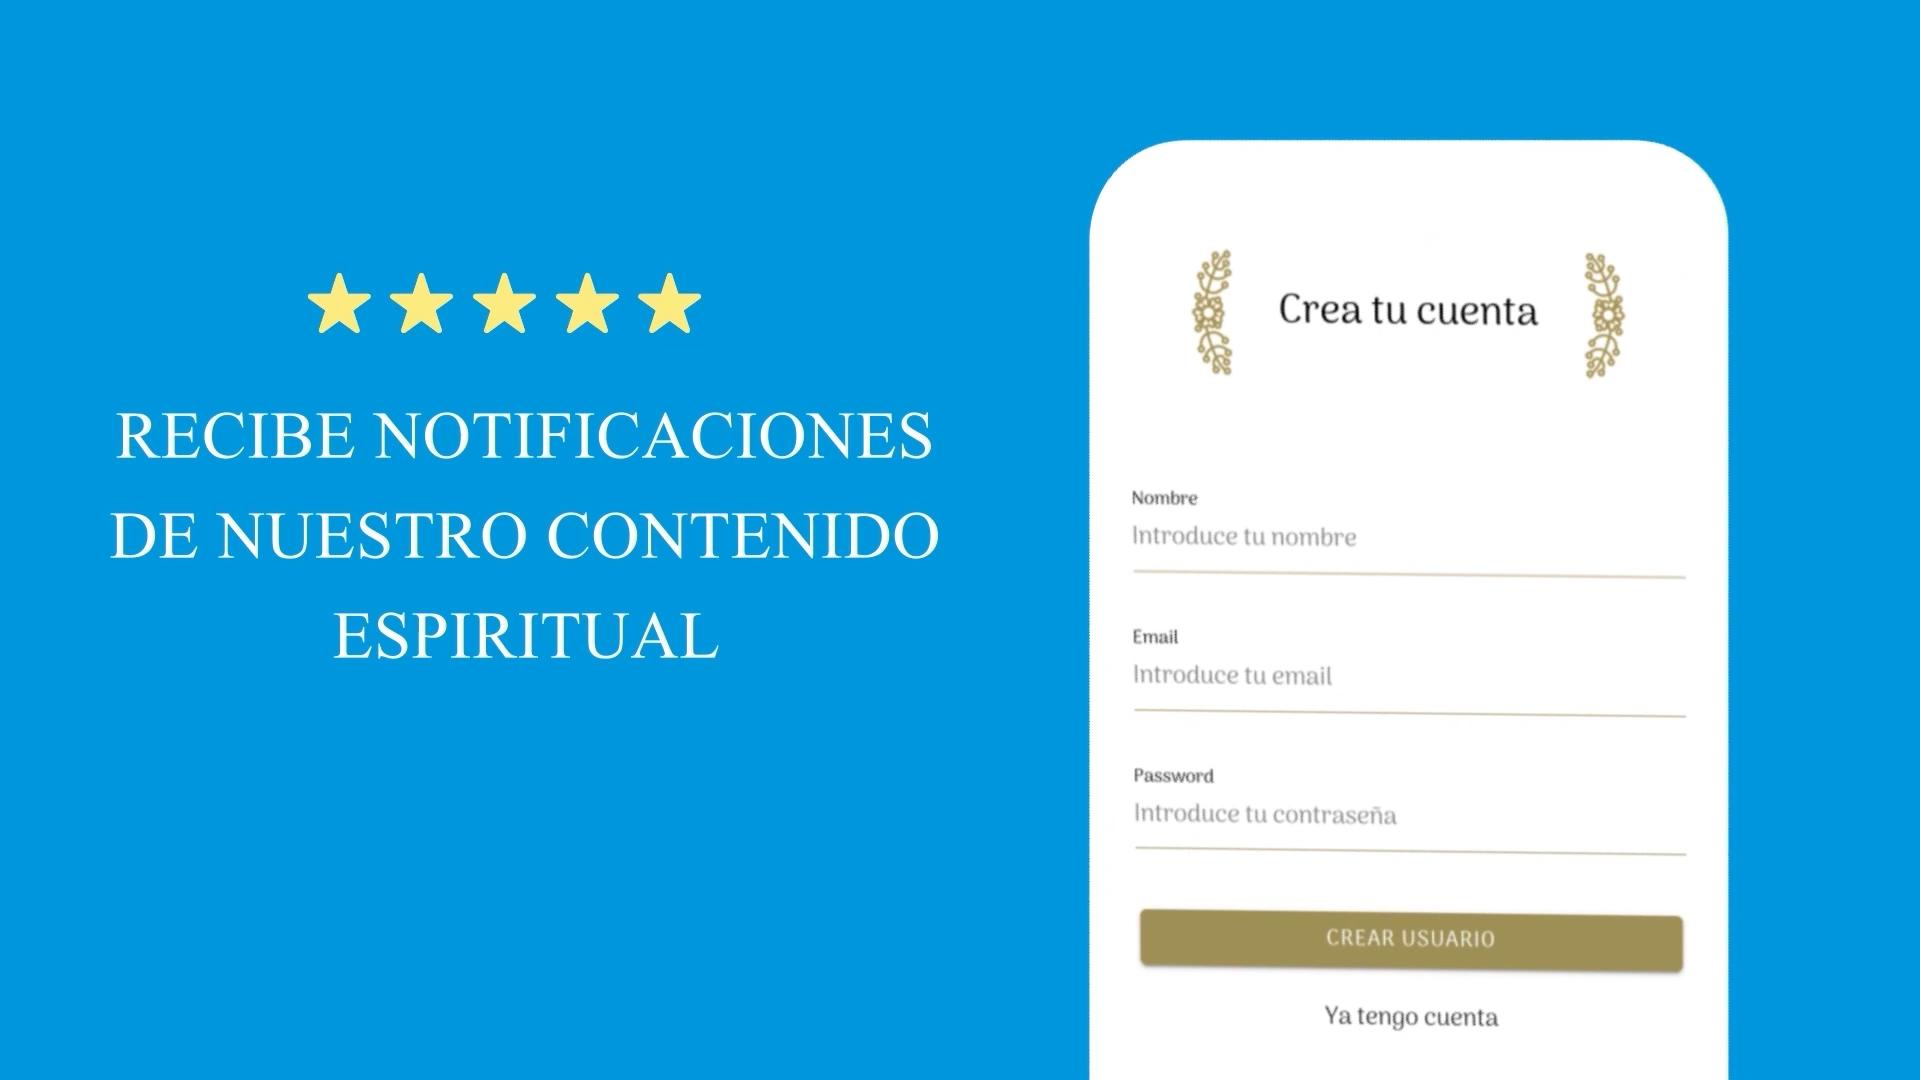 RECIBE NOTIFICACIONES
DE NUESTRO CONTENIDO
ESPIRITUAL
Crea tu cuenta
Nombre
Introduce tu nombre
Email
Introduce tu email
Password
Introduce tu contraseña
CREAR USUARIO
Ya tengo cuenta